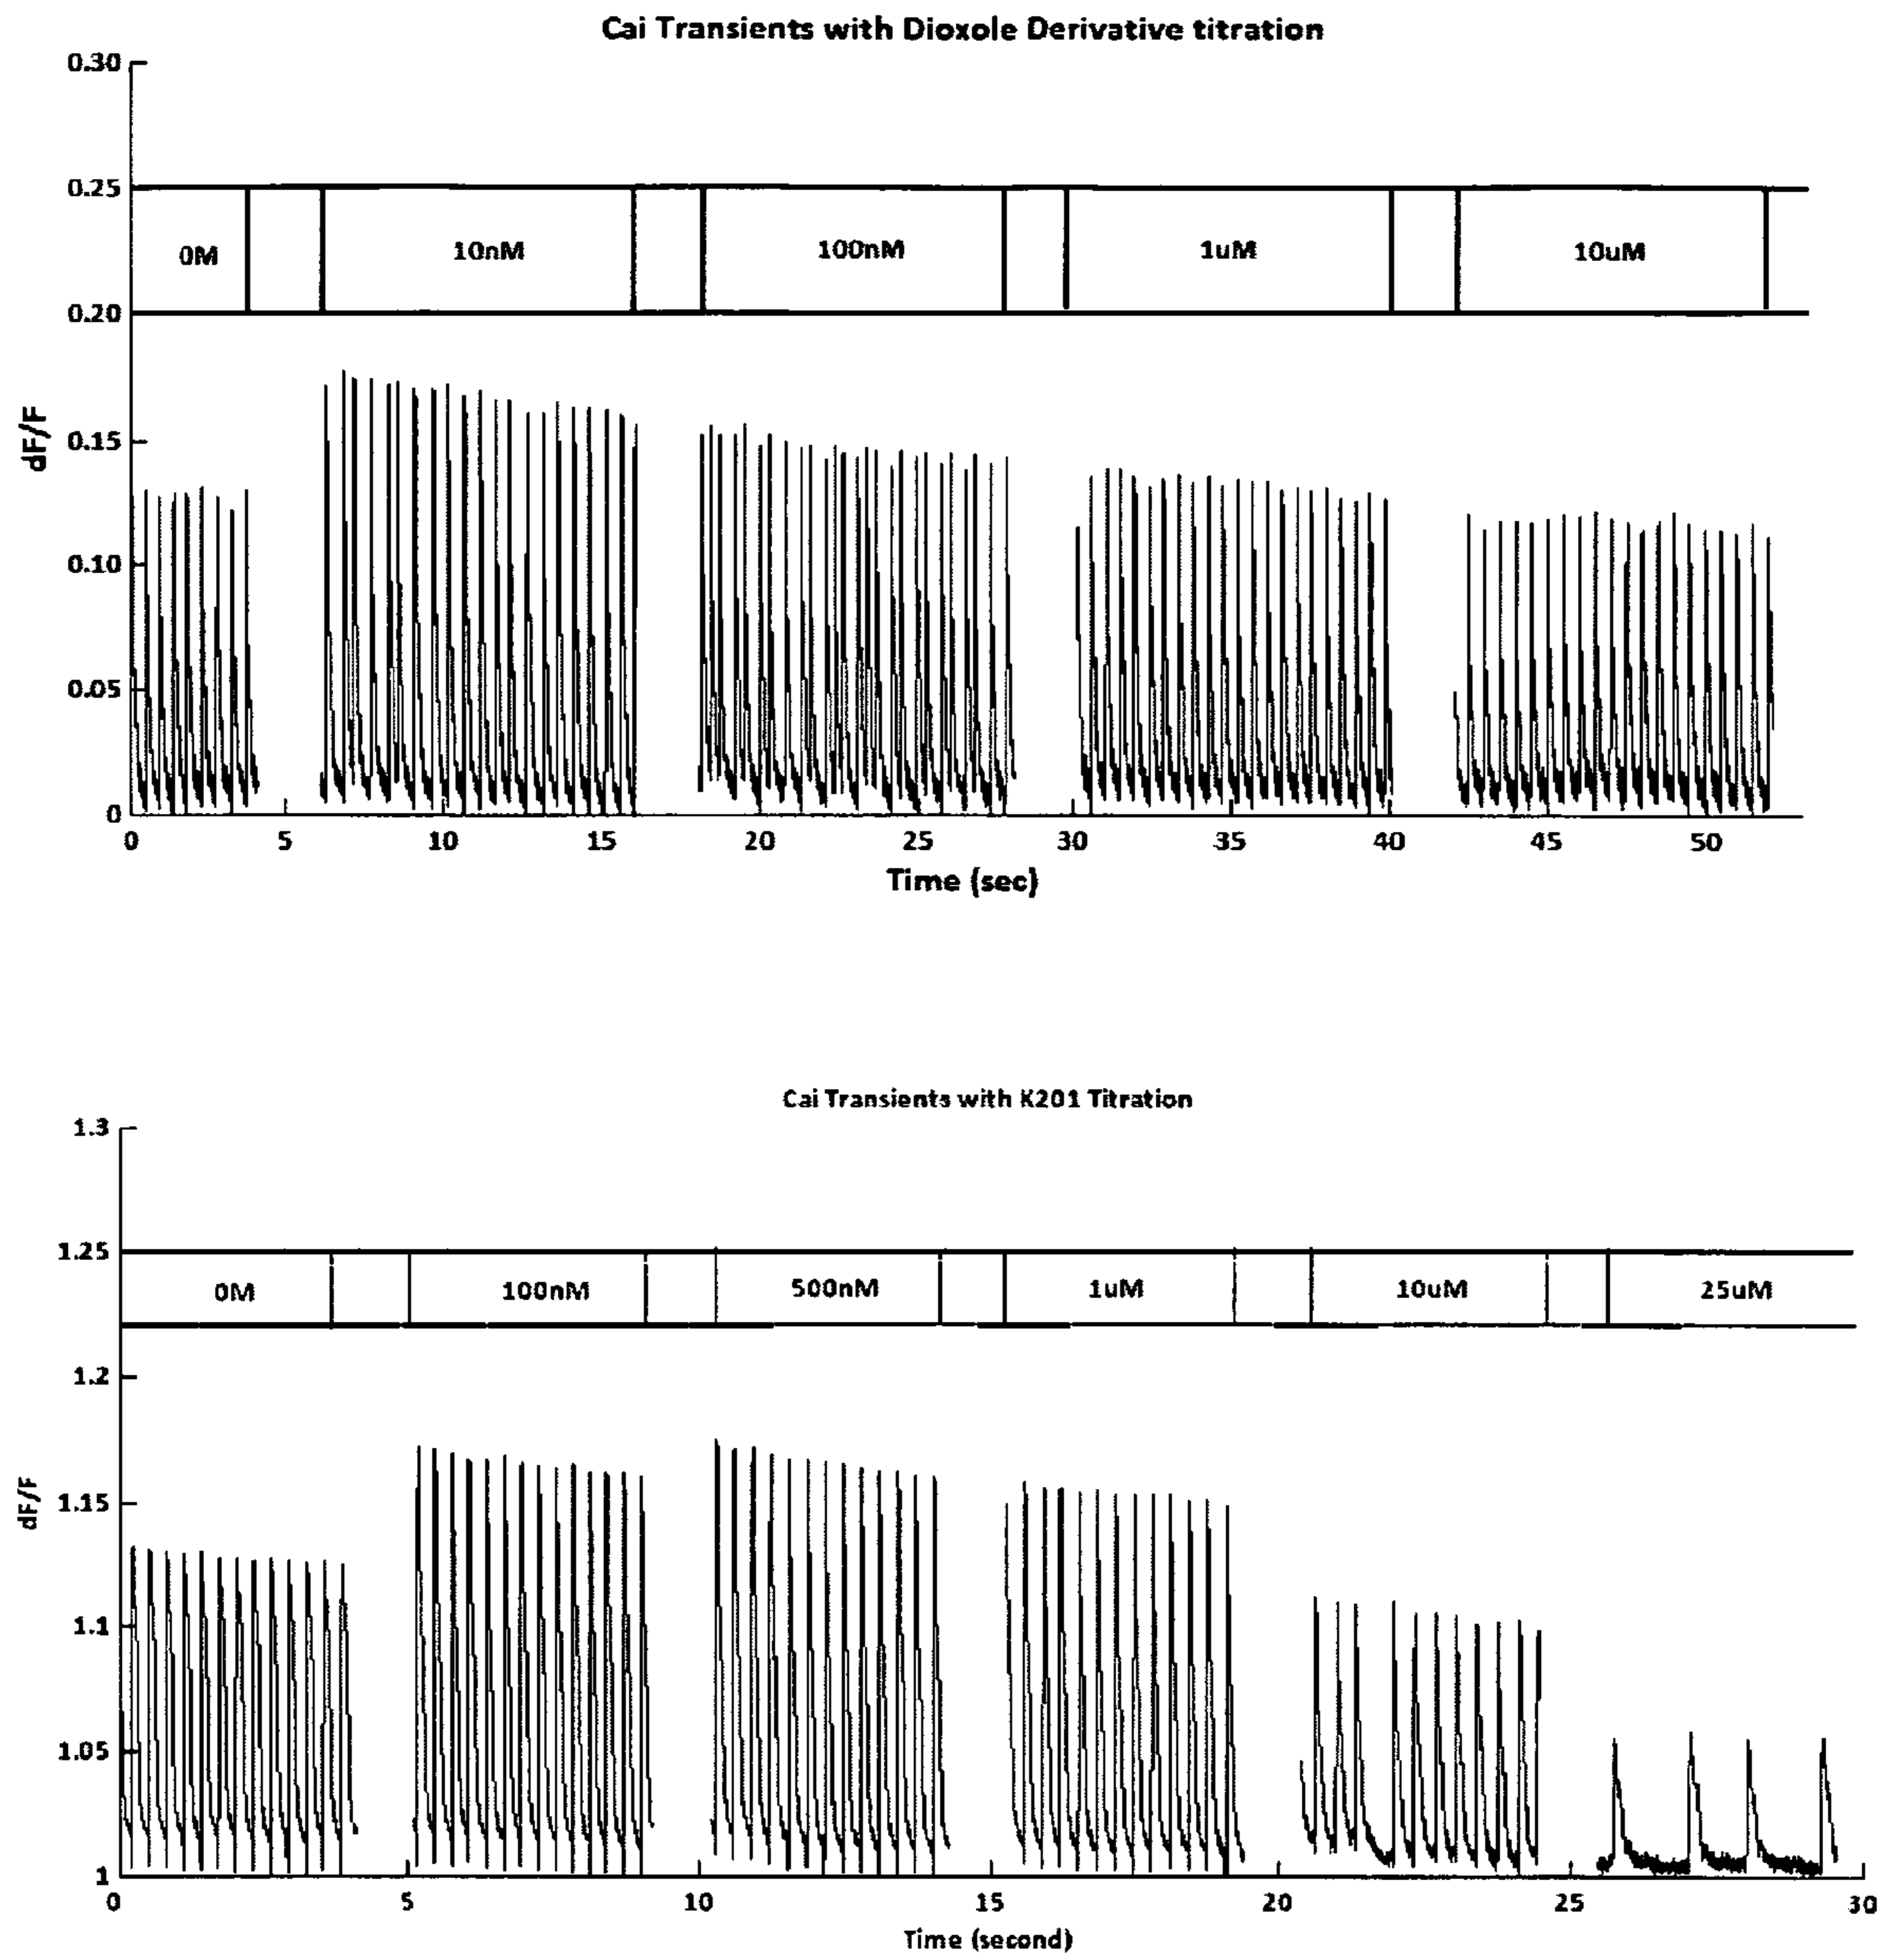 Cai Transients with Dioxole Derivative titration
0.30
0.25
0M 10nM 100nM 1uM 10uM
0.20
dF/F
0.15
0.10
0.05
0
0 5 10 15 20 25 30 35 40 45 50
Time (sec)
Cai Transients with K201 Titration
1.3
1.25
0M 100nM 500nM 1uM 10uM 25uM
1.2
dF/F
1.15
1.1
1.05
1
0 5 10 15 20 25 30
Time (second)